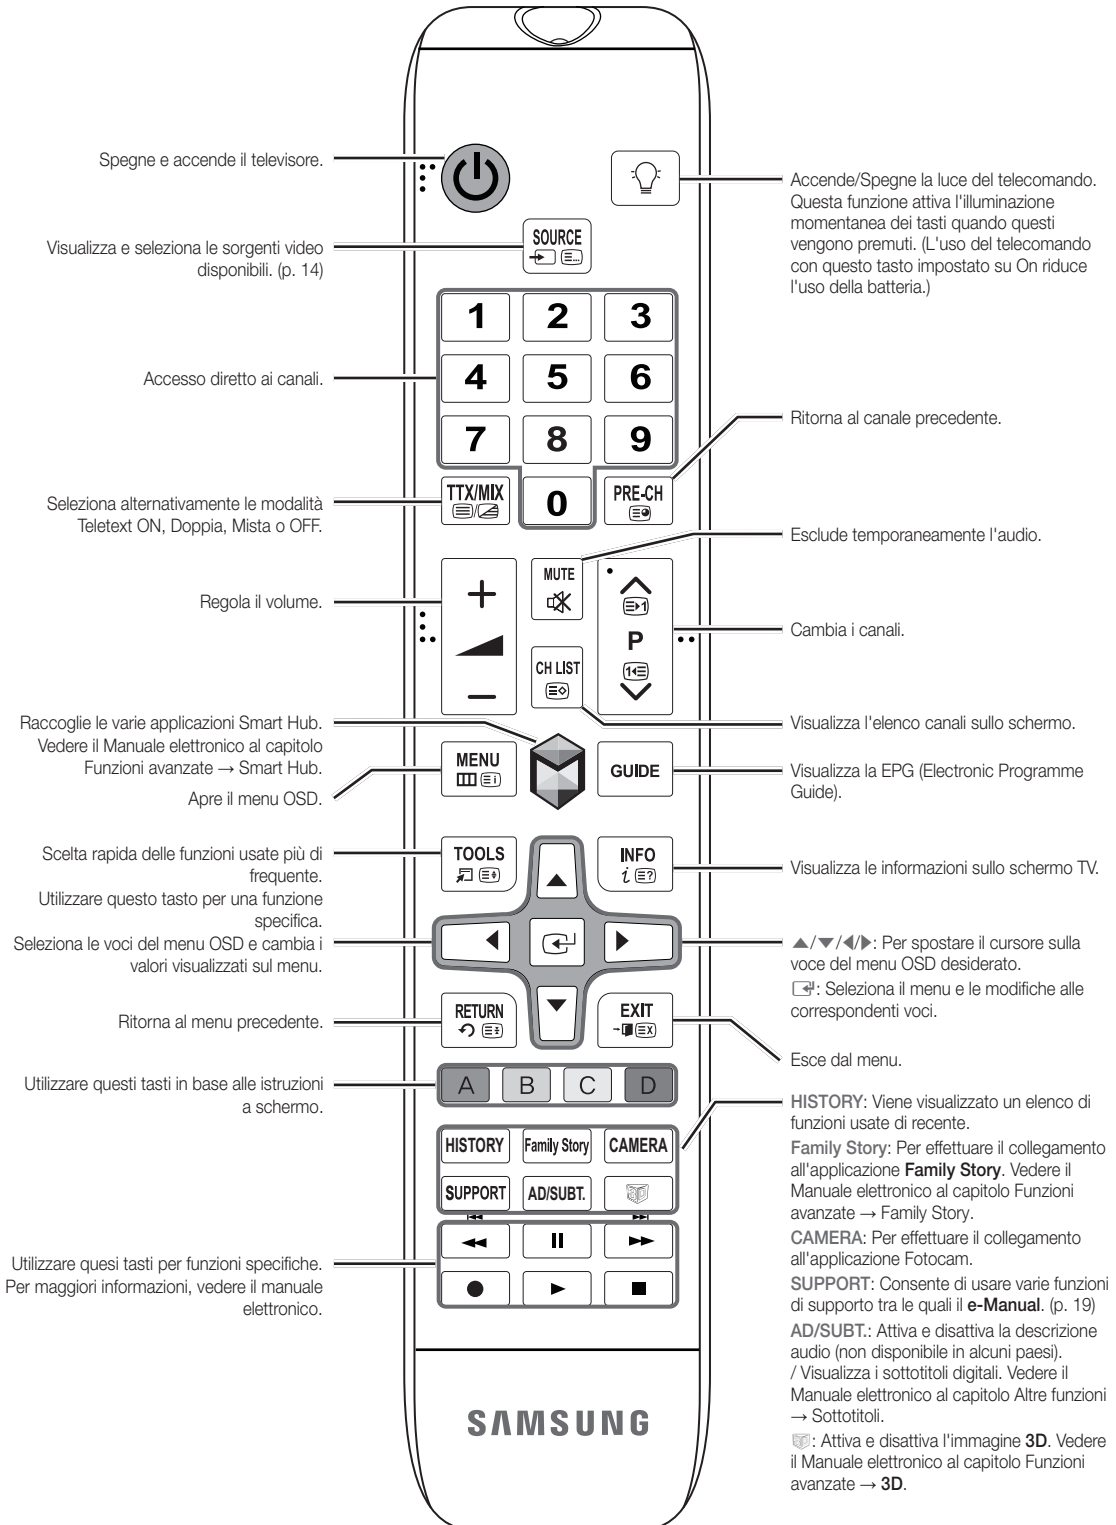 Spegne e accende il televisore.
Accende/Spegne la luce del telecomando.
Questa funzione attiva l'illuminazione
momentanea dei tasti quando questi
vengono premuti. (L'uso del telecomando
con questo tasto impostato su On riduce
l'uso della batteria.)
SOURCE
Visualizza e seleziona le sorgenti video
disponibili. (p. 14)
1 2 3
4 5 6
7 8 9
0
Accesso diretto ai canali.
Ritorna al canale precedente.
TTX/MIX
PRE-CH
Seleziona alternativamente le modalità
Teletext ON, Doppia, Mista o OFF.
Esclude temporaneamente l'audio.
MUTE
Regola il volume.
+
−
P
Cambia i canali.
CH LIST
Visualizza l'elenco canali sullo schermo.
Raccoglie le varie applicazioni Smart Hub.
Vedere il Manuale elettronico al capitolo
Funzioni avanzate → Smart Hub.
Apre il menu OSD.
MENU
GUIDE
Visualizza la EPG (Electronic Programme
Guide).
Scelta rapida delle funzioni usate più di
frequente.
Utilizzare questo tasto per una funzione
specifica.
TOOLS
INFO
Visualizza le informazioni sullo schermo TV.
Seleziona le voci del menu OSD e cambia i
valori visualizzati sul menu.
▲/▼/◀/▶: Per spostare il cursore sulla
voce del menu OSD desiderato.
: Seleziona il menu e le modifiche alle
correspondenti voci.
Ritorna al menu precedente.
RETURN
EXIT
Esce dal menu.
Utilizzare questi tasti in base alle istruzioni
a schermo.
A B C D
HISTORY Family Story CAMERA
SUPPORT AD/SUBT.
HISTORY: Viene visualizzato un elenco di
funzioni usate di recente.
Family Story: Per effettuare il collegamento
all'applicazione Family Story. Vedere il
Manuale elettronico al capitolo Funzioni
avanzate → Family Story.
CAMERA: Per effettuare il collegamento
all'applicazione Fotocam.
SUPPORT: Consente di usare varie funzioni
di supporto tra le quali il e-Manual. (p. 19)
AD/SUBT.: Attiva e disattiva la descrizione
audio (non disponibile in alcuni paesi).
/ Visualizza i sottotitoli digitali. Vedere il
Manuale elettronico al capitolo Altre funzioni
→ Sottotitoli.
: Attiva e disattiva l'immagine 3D. Vedere
il Manuale elettronico al capitolo Funzioni
avanzate → 3D.
Utilizzare quesi tasti per funzioni specifiche.
Per maggiori informazioni, vedere il manuale
elettronico.
SAMSUNG